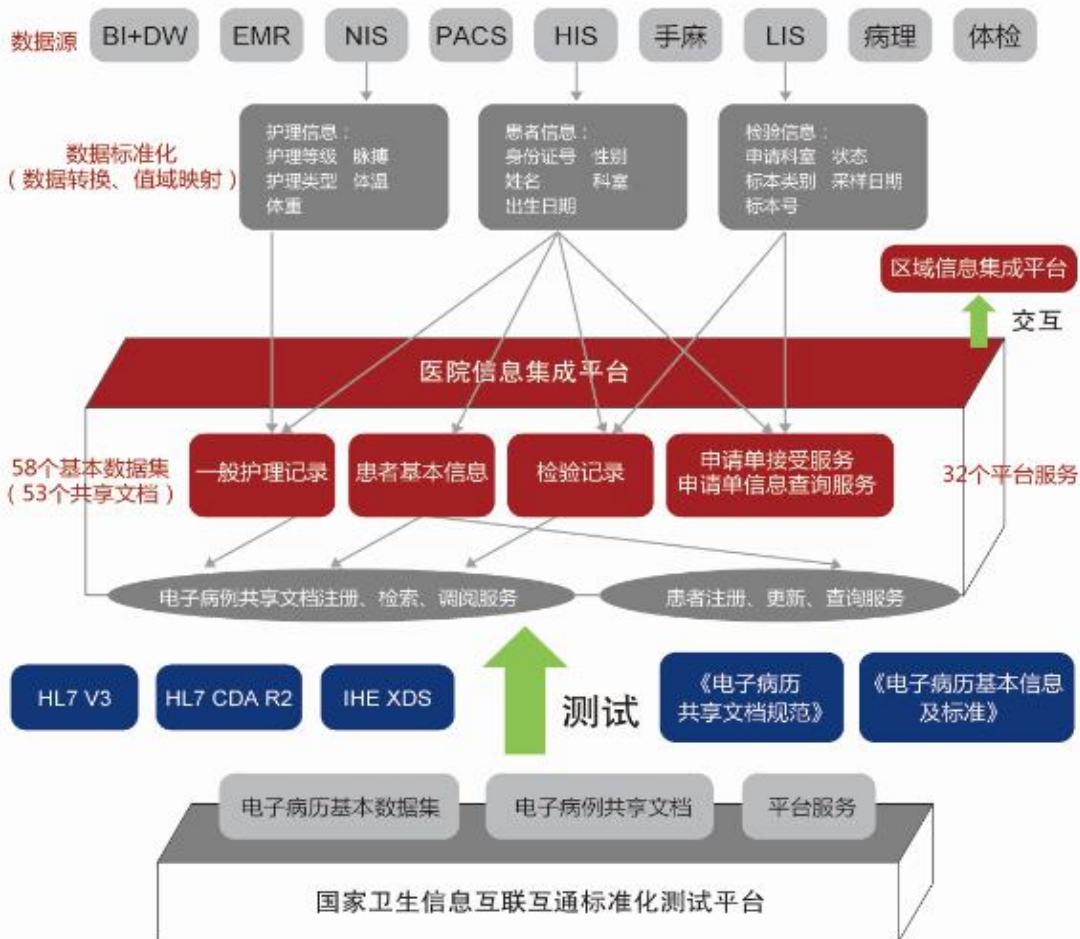 数据源 BI+DW EMR NIS PACS HIS 手麻 LIS 病理 体检
数据标准化
（数据转换、值域映射）
护理信息：
护理等级 脉搏
护理类型 体温
体重
患者信息：
身份证号 性别
姓名 科室
出生日期
检验信息：
申请科室 状态
标本类别 采样日期
标本号
区域信息集成平台
交互
医院信息集成平台
58个基本数据集
（53个共享文档）
一般护理记录
患者基本信息
检验记录
申请单接受服务
申请单信息查询服务
32个平台服务
电子病例共享文档注册、检索、调阅服务
患者注册、更新、查询服务
HL7 V3
HL7 CDA R2
IHE XDS
测试
《电子病历
共享文档规范》
《电子病历基本信息
及标准》
电子病历基本数据集
电子病例共享文档
平台服务
国家卫生信息互联互通标准化测试平台